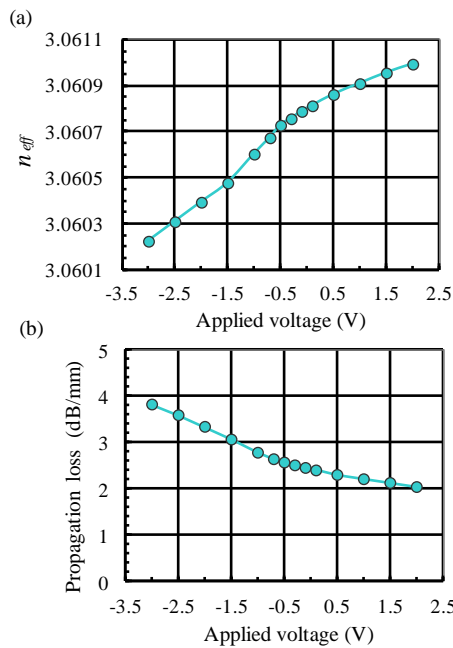 (a)
3.0611
3.0609
3.0607
3.0605
3.0603
3.0601
n eff
-3.5 -2.5 -1.5 -0.5 0.5 1.5 2.5
Applied voltage (V)
(b)
5
4
3
2
1
0
Propagation loss (dB/mm)
-3.5 -2.5 -1.5 -0.5 0.5 1.5 2.5
Applied voltage (V)